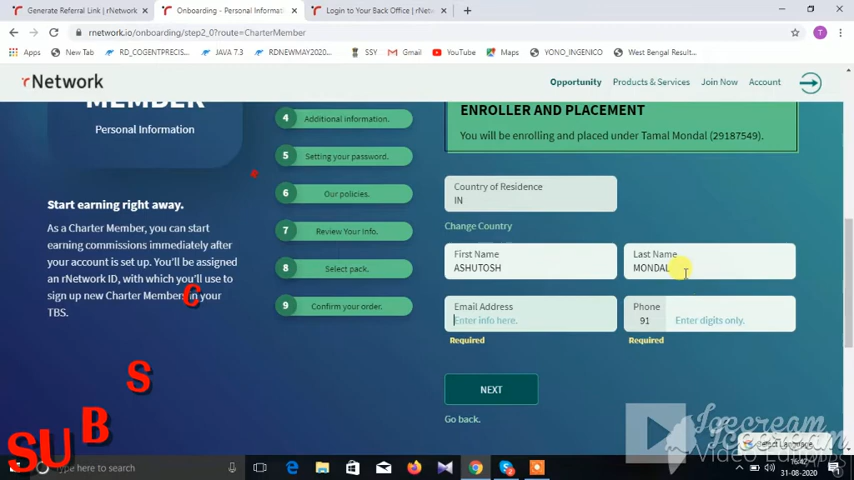 Generate Referral Link | rNetwork
Onboarding - Personal Informat
Login to Your Back Office | rNet
rnetwork.io/onboarding/step2_0?route=CharterMember
T
Apps
New Tab
RD_COGENTPRECIS...
JAVA 7.3
RDNEWMAY2020...
SSY
Gmail
YouTube
Maps
YONO_INGENICO
West Bengal Result...
rNetwork
Opportunity
Products & Services
Join Now
Account
MEMBER
Personal Information
Start earning right away.
As a Charter Member, you can start
earning commissions immediately after
your account is set up. You'll be assigned
an rNetwork ID, with which you'll use to
sign up new Charter Members in your
TBS.
4 Additional information.
5 Setting your password.
6 Our policies.
7 Review Your Info.
8 Select pack.
9 Confirm your order.
ENROLLER AND PLACEMENT
You will be enrolling and placed under Tamal Mondal (29187549).
Country of Residence
IN
Change Country
First Name
ASHUTOSH
Last Name
MONDAL
Email Address
Enter info here.
Required
Phone
91 Enter digits only.
Required
NEXT
Go back.
SUBSC
Icecream
Video Editor
Select Language
Type here to search
16:42
31-08-2020